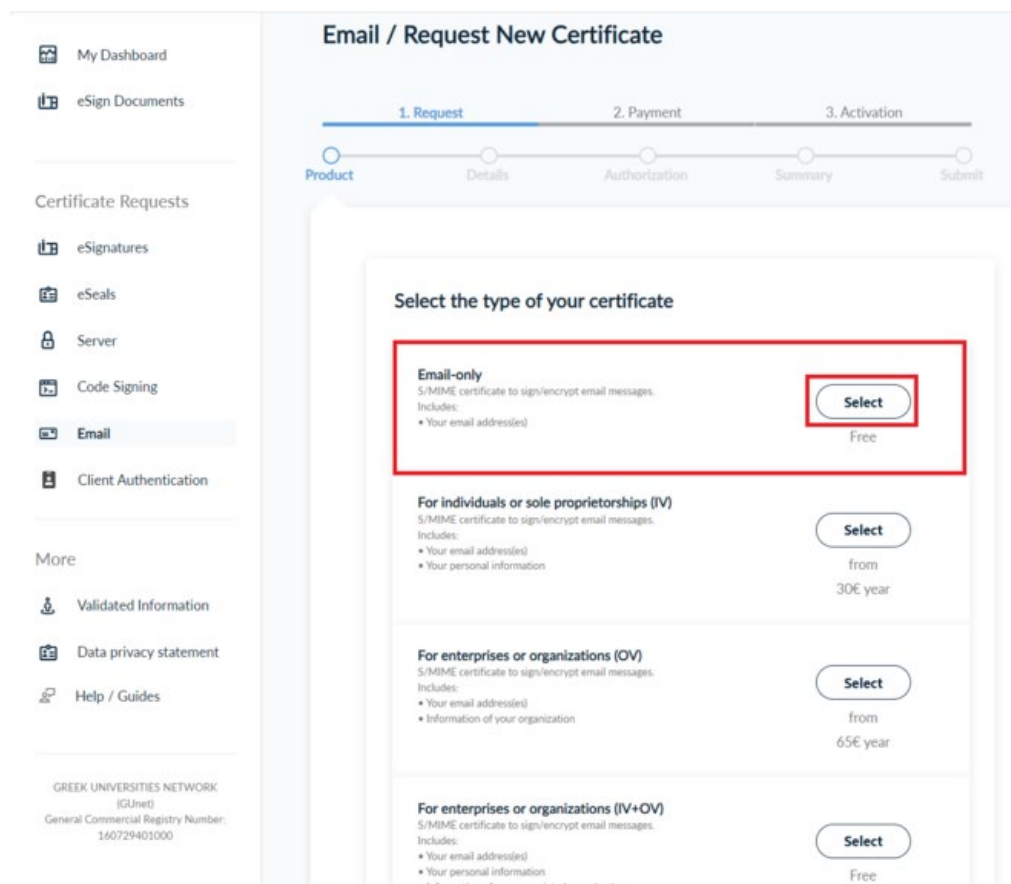 My Dashboard
eSign Documents
Certificate Requests
eSignatures
eSeals
Server
Code Signing
Email
Client Authentication
More
Validated Information
Data privacy statement
Help / Guides
GREEK UNIVERSITIES NETWORK
(GUnet)
General Commercial Registry Number:
160729401000
Email / Request New Certificate
1. Request 2. Payment 3. Activation
Product Details Authorization Summary Submit
Select the type of your certificate
Email-only
S/MIME certificate to sign/encrypt email messages.
Includes:
• Your email address(es)
Select
Free
For individuals or sole proprietorships (IV)
S/MIME certificate to sign/encrypt email messages.
Includes:
• Your email address(es)
• Your personal information
Select
from
30€ year
For enterprises or organizations (OV)
S/MIME certificate to sign/encrypt email messages.
Includes:
• Your email address(es)
• Information of your organization
Select
from
65€ year
For enterprises or organizations (IV+OV)
S/MIME certificate to sign/encrypt email messages.
Includes:
• Your email address(es)
• Your personal information
Select
Free